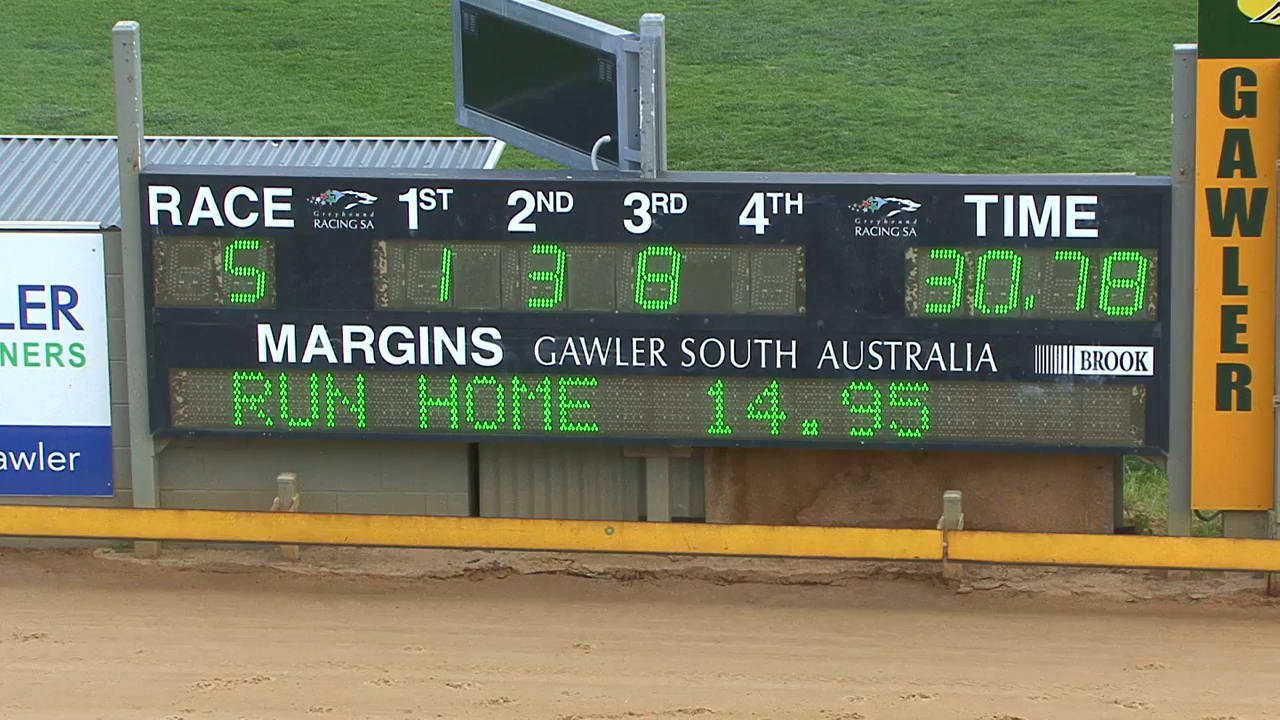 RACE Greyhound RACING SA 1ST 2ND 3RD 4TH Greyhound RACING SA TIME
5 1 3 8 30.78
MARGINS GAWLER SOUTH AUSTRALIA BROOK
RUN HOME 14.95
LER
NERS
awler
GAWLER